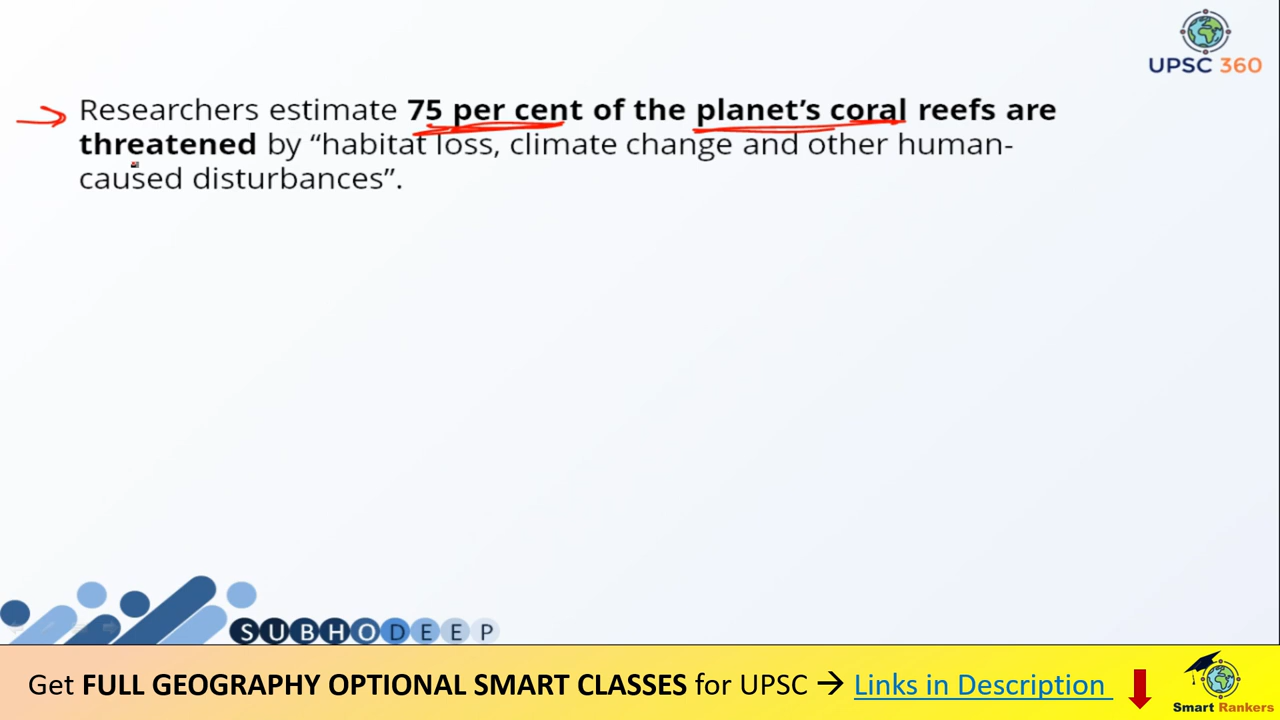 UPSC 360
Researchers estimate 75 per cent of the planet’s coral reefs are
threatened by “habitat loss, climate change and other human-
caused disturbances”.
SUBHODEEP
Get FULL GEOGRAPHY OPTIONAL SMART CLASSES for UPSC → Links in Description
Smart Rankers